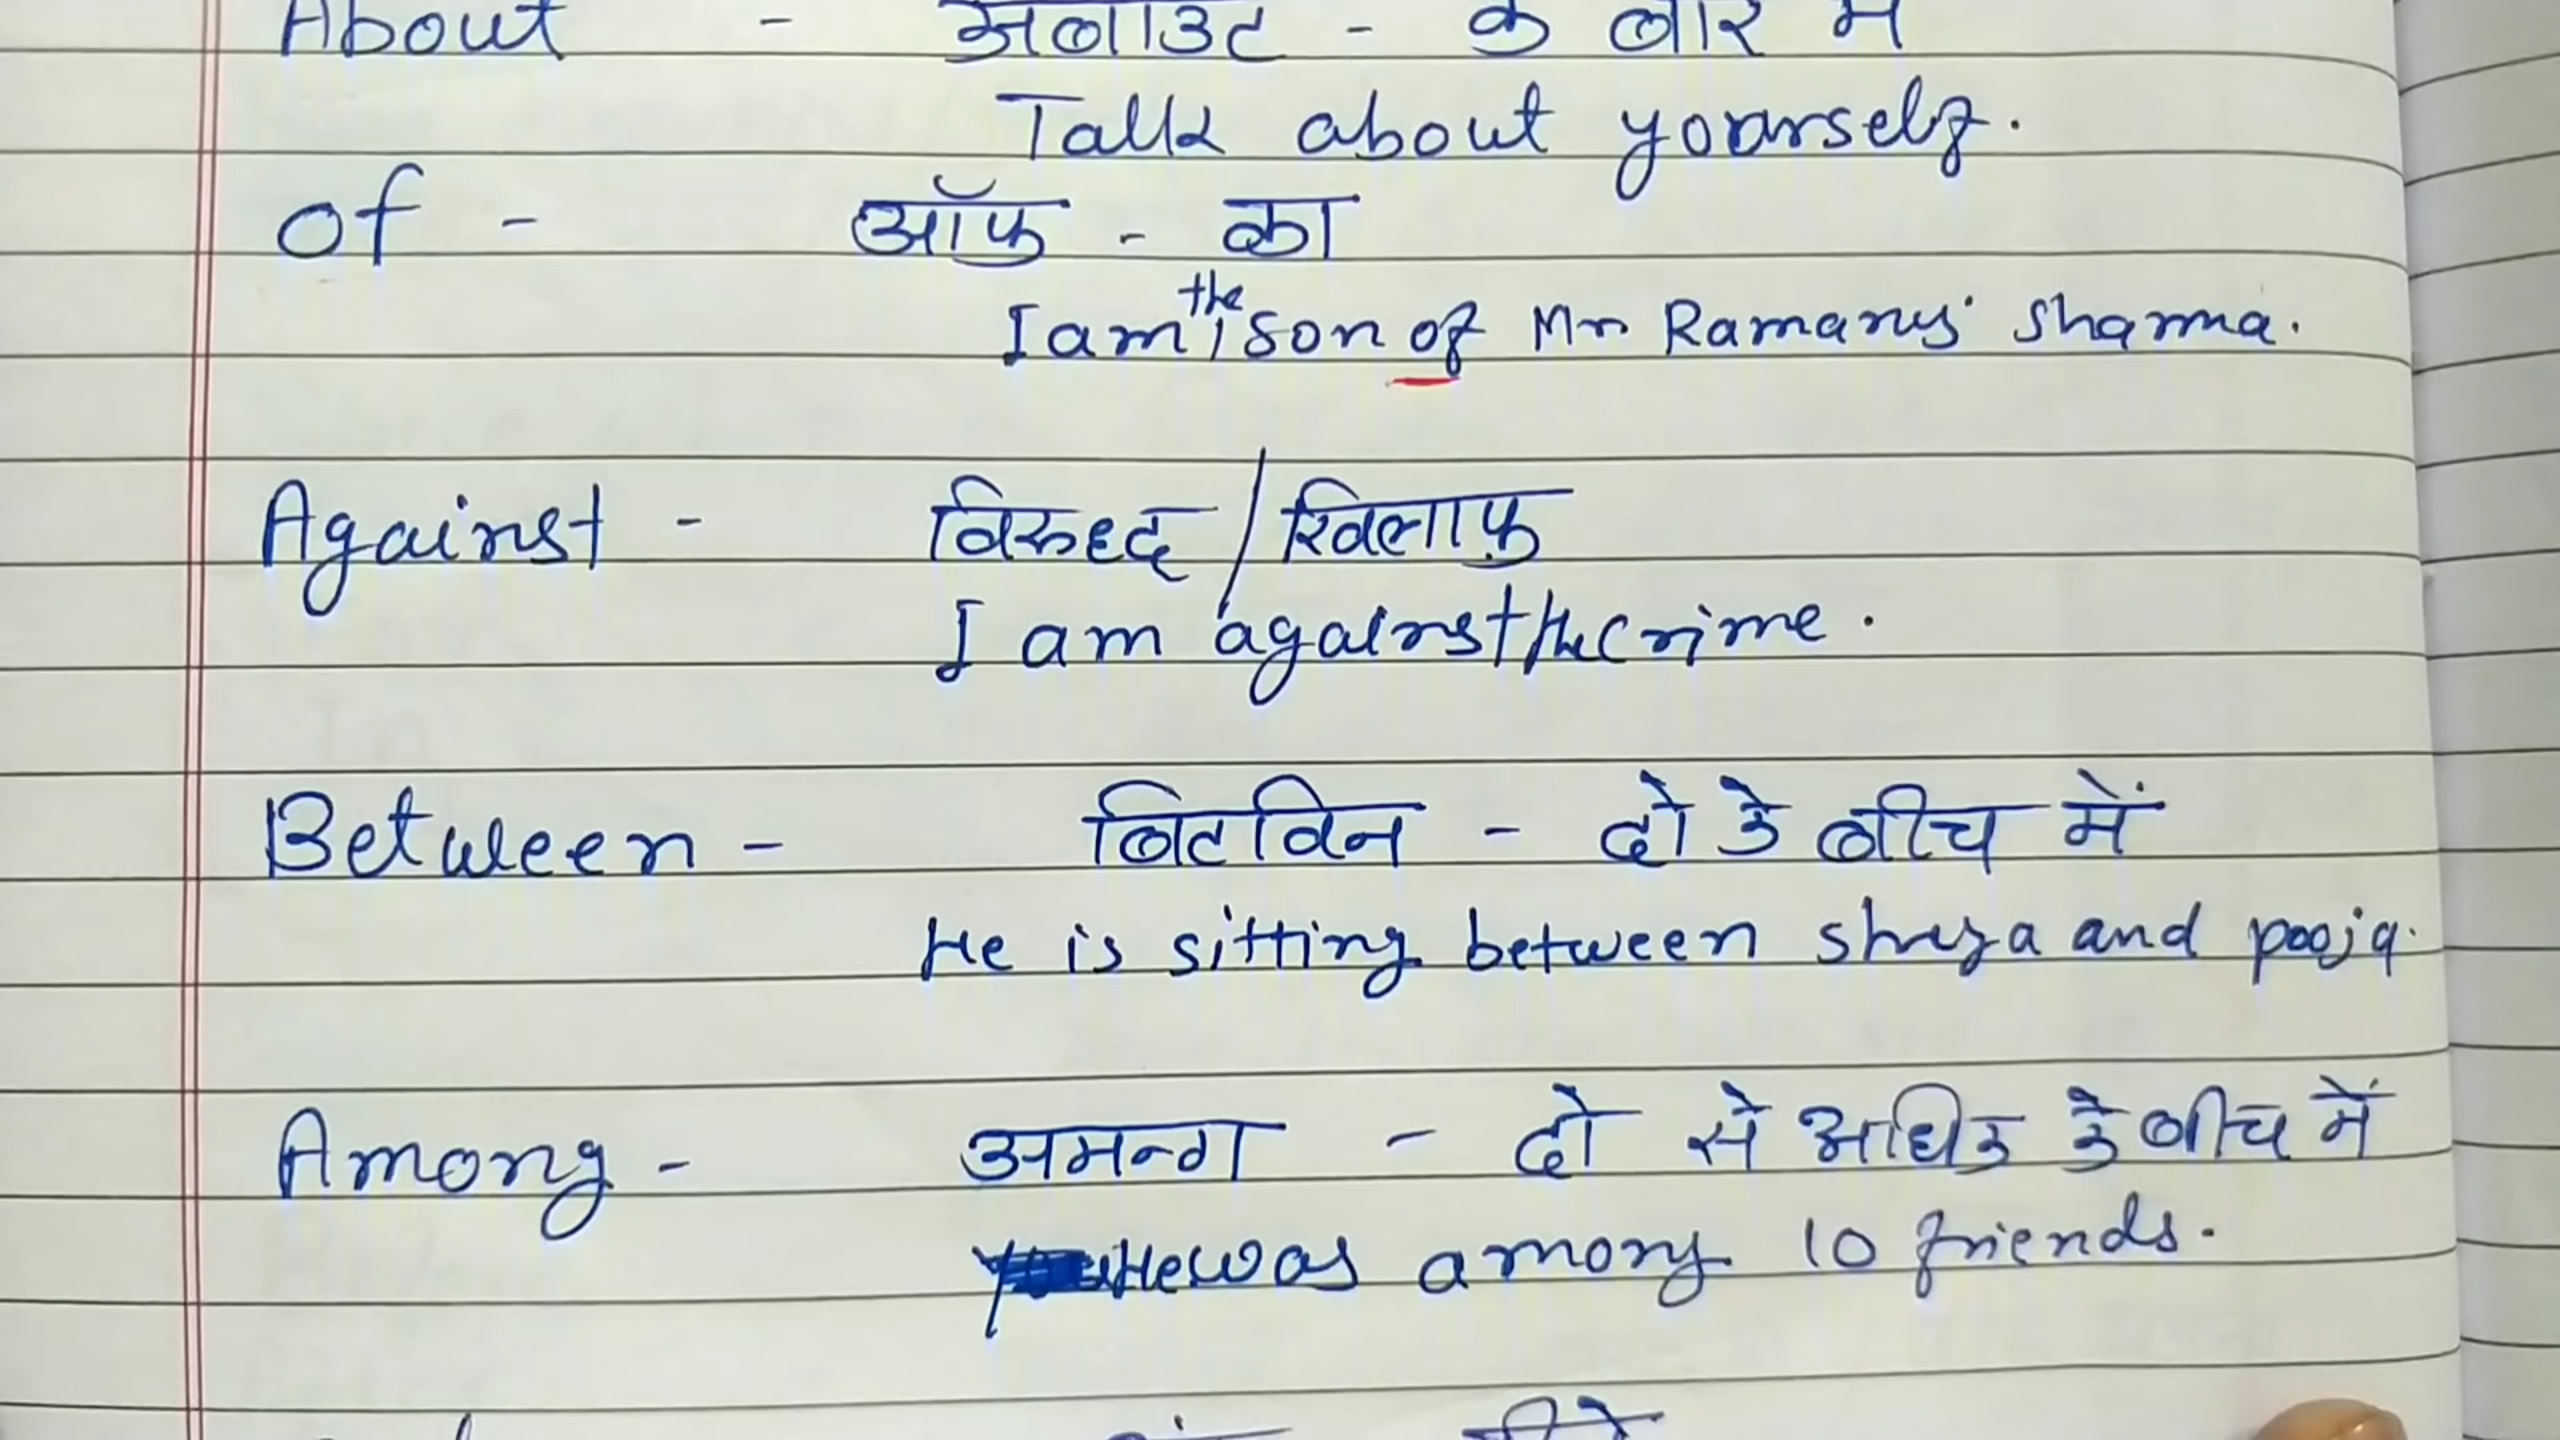 About - अबाउट - के बारे में
Talk about yourself.
of - ऑफ - का
I am the son of Mr Ramanuj Sharma.
Against - विरुद्ध / खिलाफ़
I am against the crime.
Between - बिटविन - दो के बीच में
He is sitting between shreya and pooja.
Among - अमन्ग - दो से अधिक के बीच में
He was among 10 friends.